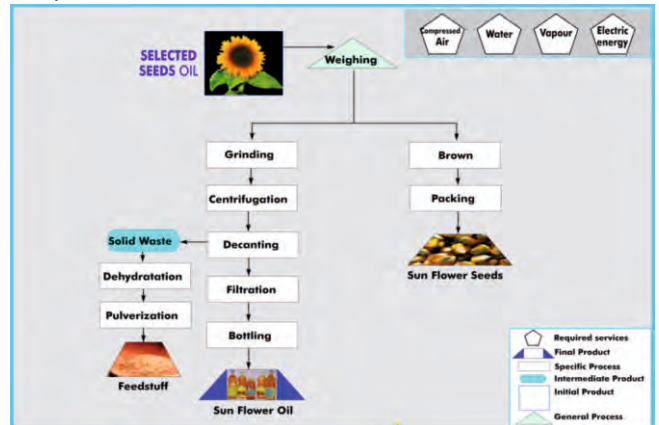 SELECTED
SEEDS OIL
Weighing
Compressed
Air
Water
Vapour
Electric
energy
Grinding
Brown
Centrifugation
Packing
Solid Waste
Decanting
Sun Flower Seeds
Dehydratation
Filtration
Pulverization
Bottling
Feedstuff
Sun Flower Oil
Required services
Final Product
Specific Process
Intermediate Product
Initial Product
General Process